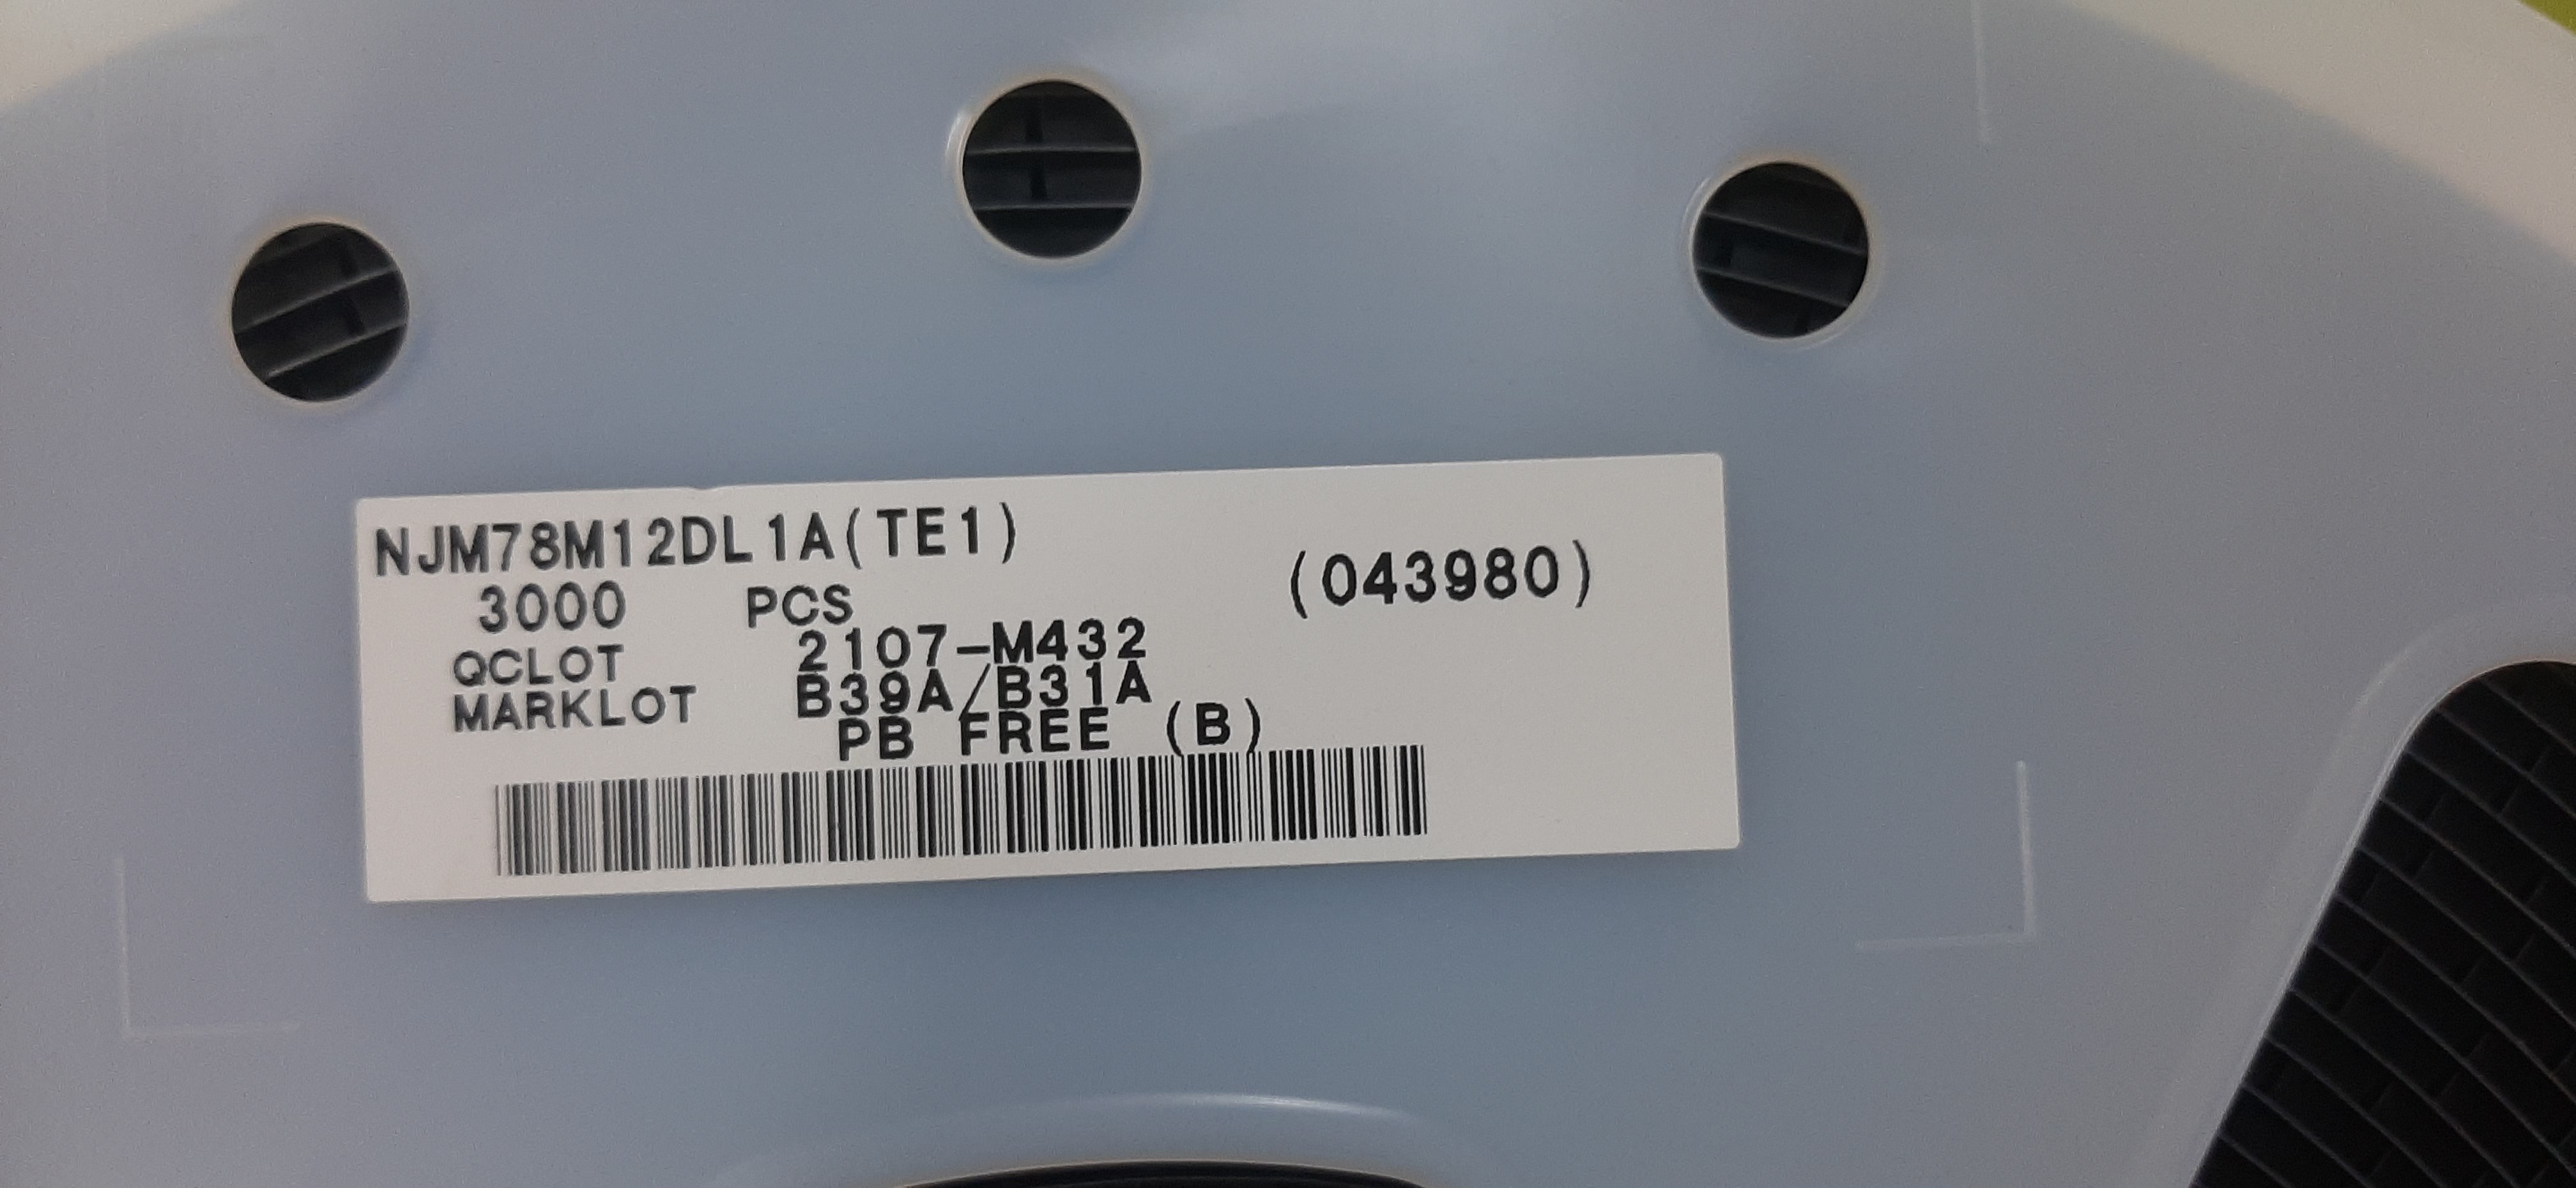 NJM78M12DL1A(TE1)
(043980)
3000 PCS
QCLOT 2107-M432
MARKLOT B39A/B31A
PB FREE (B)